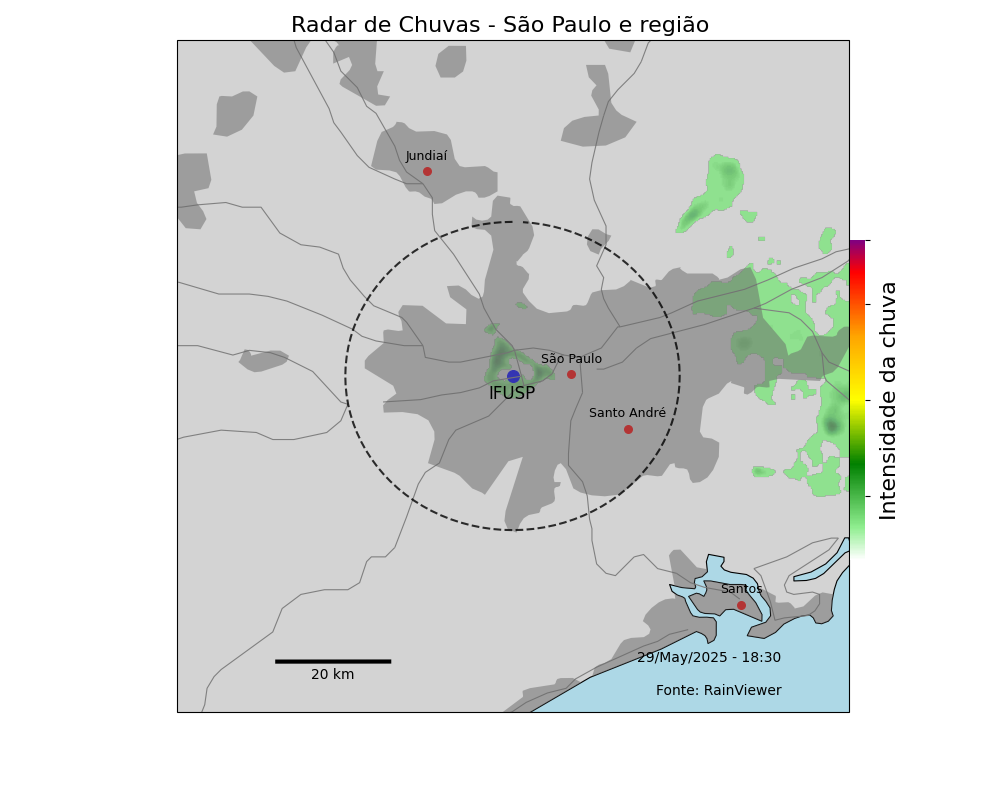 Radar de Chuvas - São Paulo e região
Jundiaí
São Paulo
IFUSP
Santo André
Intensidade da chuva
Santos
29/May/2025 - 18:30
20 km
Fonte: RainViewer